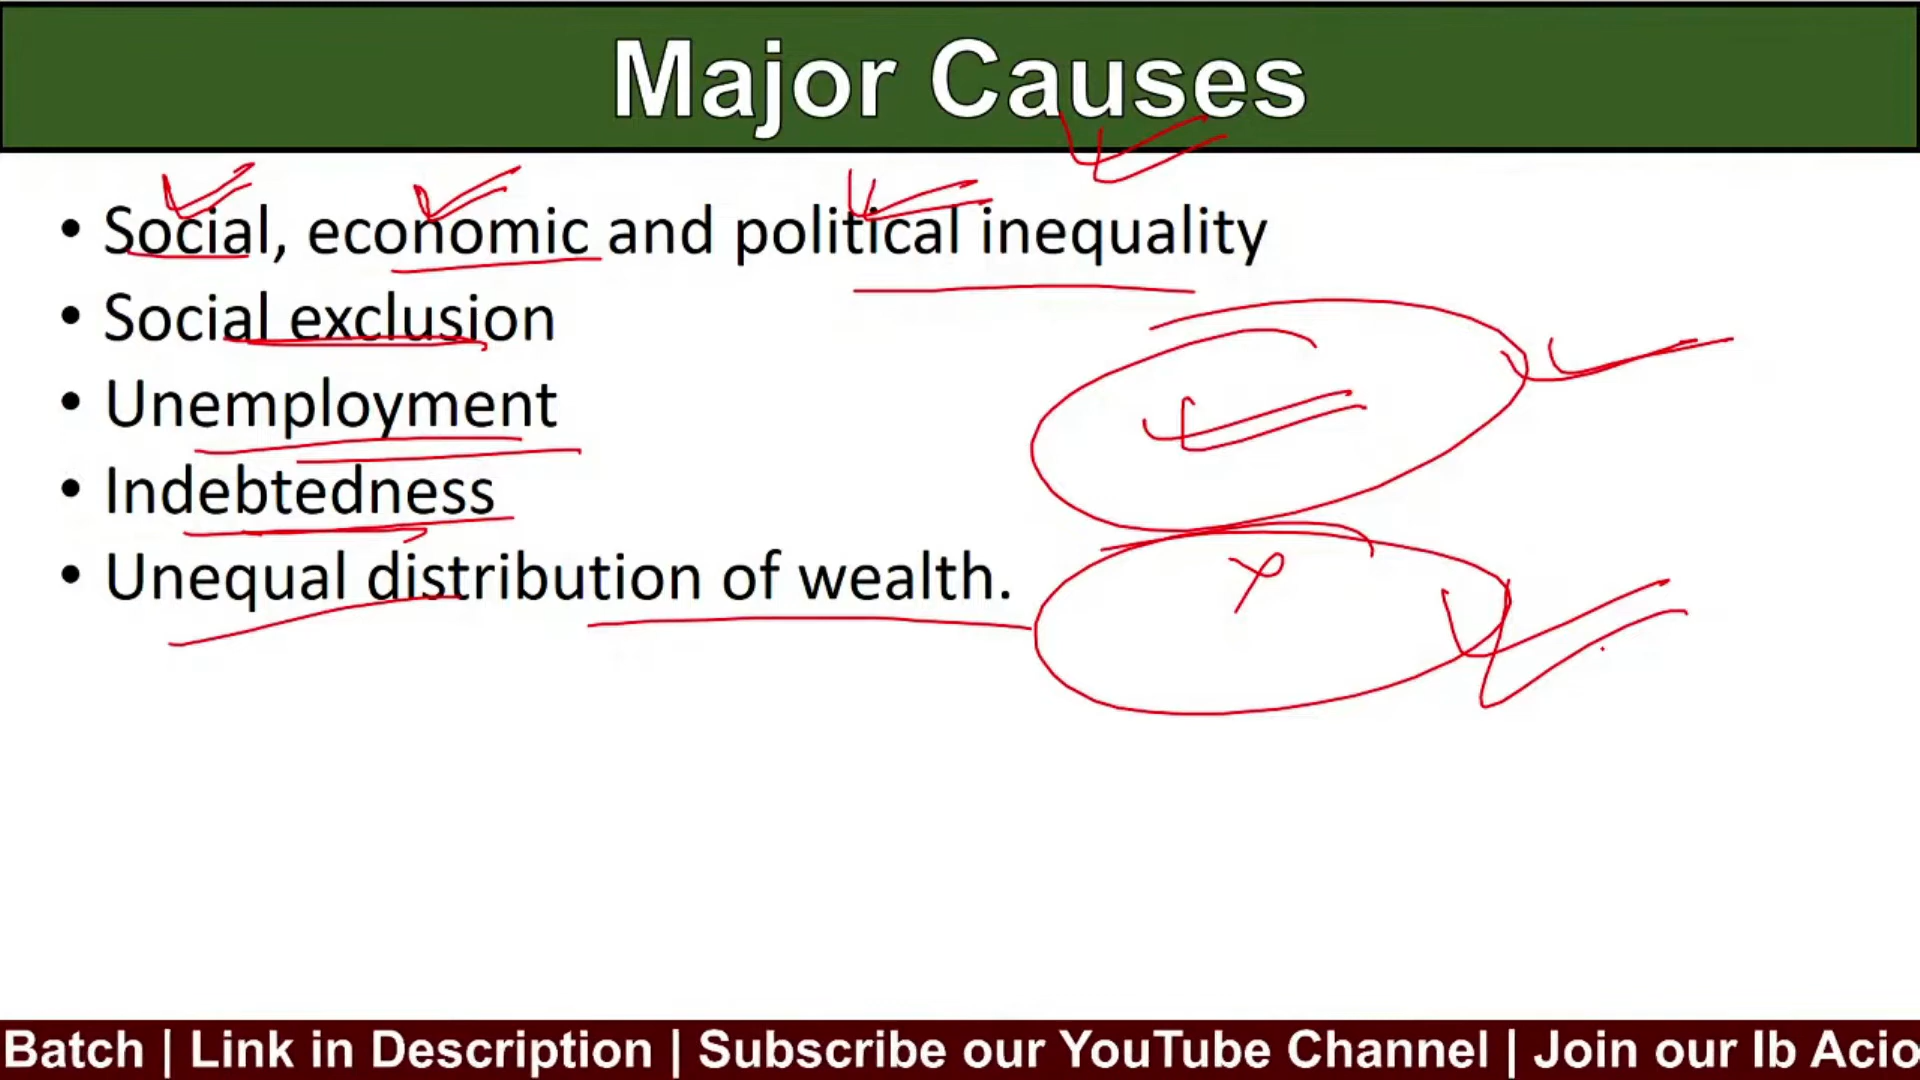 Major Causes
• Social, economic and political inequality
• Social exclusion
• Unemployment
• Indebtedness
• Unequal distribution of wealth.
Batch | Link in Description | Subscribe our YouTube Channel | Join our Ib Acio